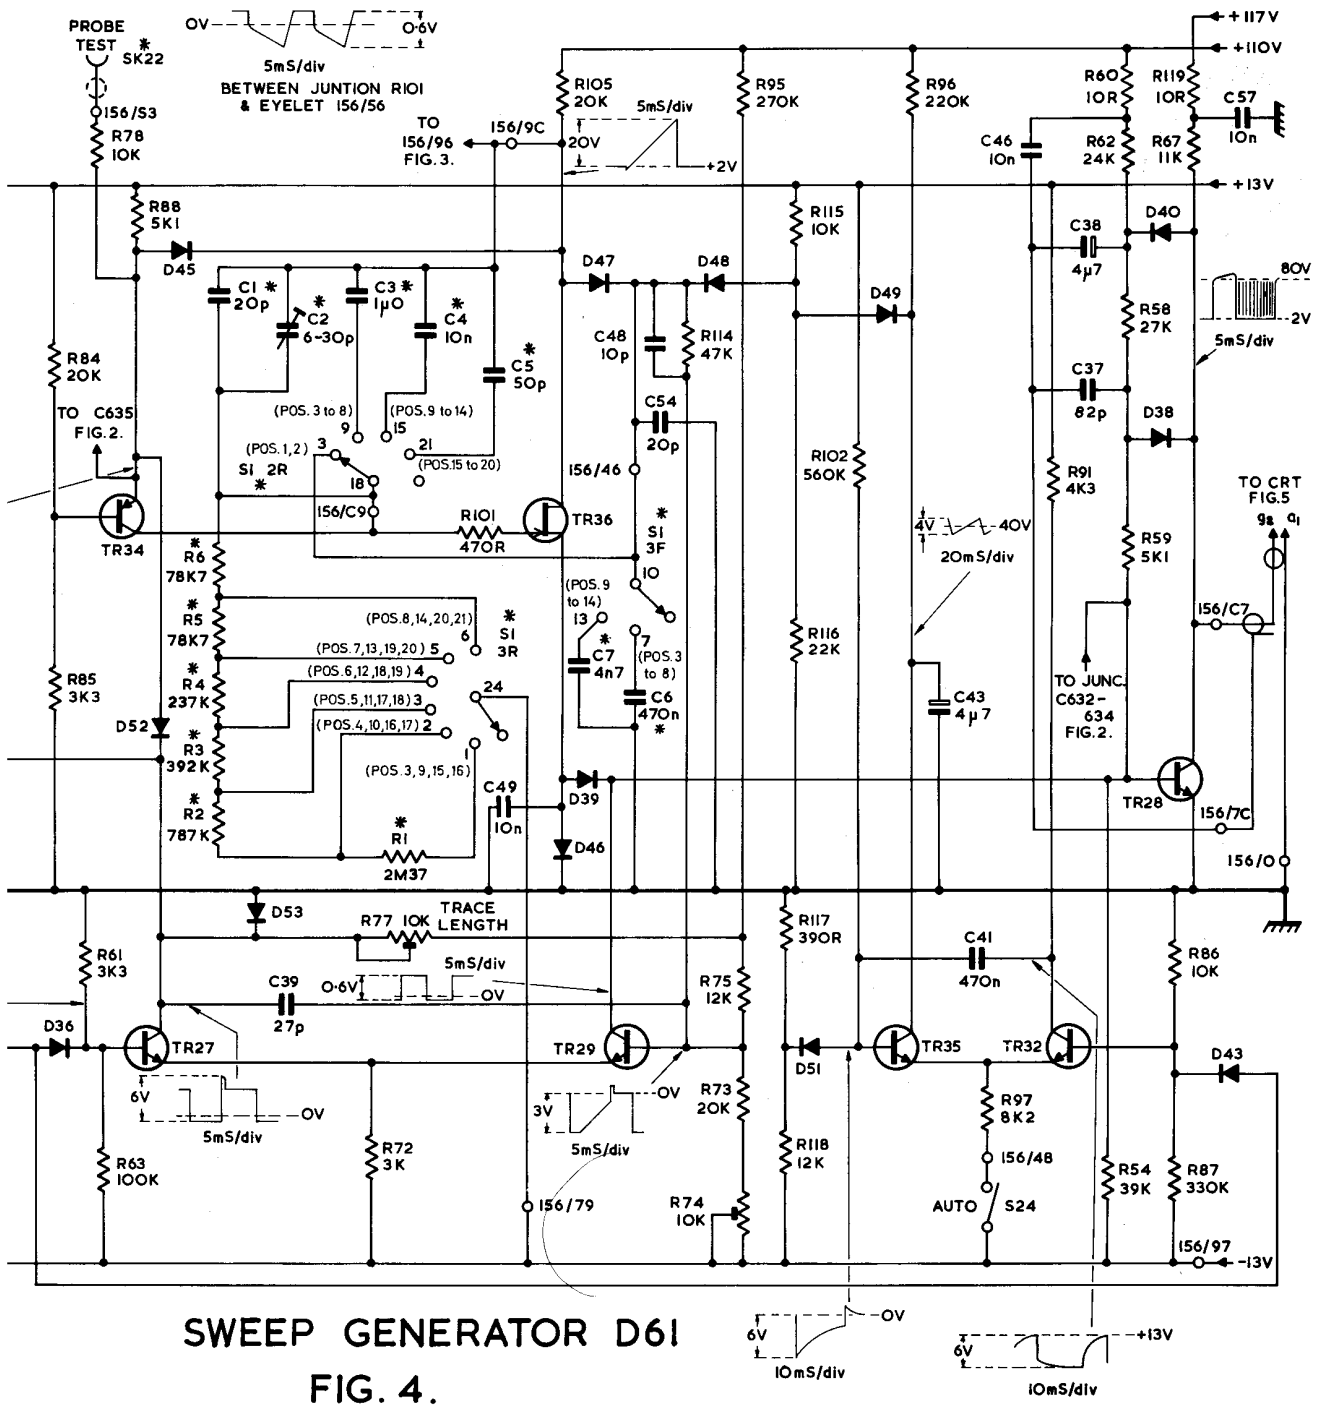 PROBE
TEST *
SK22
156/S3
R78
10K
0V
0·6V
5mS/div
BETWEEN JUNTION R101
& EYELET 156/56
+117V
+110V
R105
20K
R95
270K
R96
220K
R60
10R
R119
10R
C57
10n
TO
156/96
FIG.3.
156/9C
5mS/div
20V
+2V
C46
10n
R62
24K
R67
11K
+13V
R88
5K1
D45
R115
10K
D40
C38
4µ7
D47
D48
D49
80V
-2V
5mS/div
C1 *
20p
*
C2
6-30p
C3 *
1µ0
*
C4
10n
*
C5
50p
C48
10p
R114
47K
R58
27K
R84
20K
C37
82p
D38
TO C635
FIG.2.
(POS. 3 to 8)
9
(POS. 9 to 14)
15
(POS. 1, 2)
3
21
(POS.15 to 20)
S1 2R
*
18
156/C9
C54
20p
156/46
R102
560K
R91
4K3
TO CRT
FIG.5
g2 a1
TR34
R101
470R
TR36
*
S1
3F
4V
40V
20mS/div
R59
5K1
*
R6
78K7
10
(POS. 9
to 14)
13
*
R5
78K7
(POS.8, 14, 20, 21)
6
*
S1
3R
156/C7
R116
22K
R85
3K3
(POS.7, 13, 19, 20) 5
*
R4
237K
(POS.6, 12, 18, 19) 4
24
*
C7
4n7
7
(POS.3
to 8)
C6
470n
*
C43
4µ7
TO JUNC.
C632-
634
FIG.2.
(POS.5, 11, 17, 18) 3
(POS.4, 10, 16, 17) 2
D52
*
R3
392K
1
(POS. 3, 9, 15, 16)
C49
10n
D39
TR28
*
R2
787K
*
R1
2M37
D46
156/7C
156/0
D53
R77 10K
TRACE
LENGTH
R117
390R
R61
3K3
C41
470n
R86
10K
5mS/div
0·6V
0V
C39
27p
R75
12K
D36
TR27
TR29
D51
TR35
TR32
D43
6V
0V
5mS/div
3V
0V
5mS/div
R73
20K
R97
8K2
R72
3K
R63
100K
R118
12K
156/48
R54
39K
R87
330K
156/79
R74
10K
AUTO
S24
156/97
-13V
SWEEP GENERATOR D61
FIG. 4.
6V
0V
10mS/div
6V
+13V
10mS/div